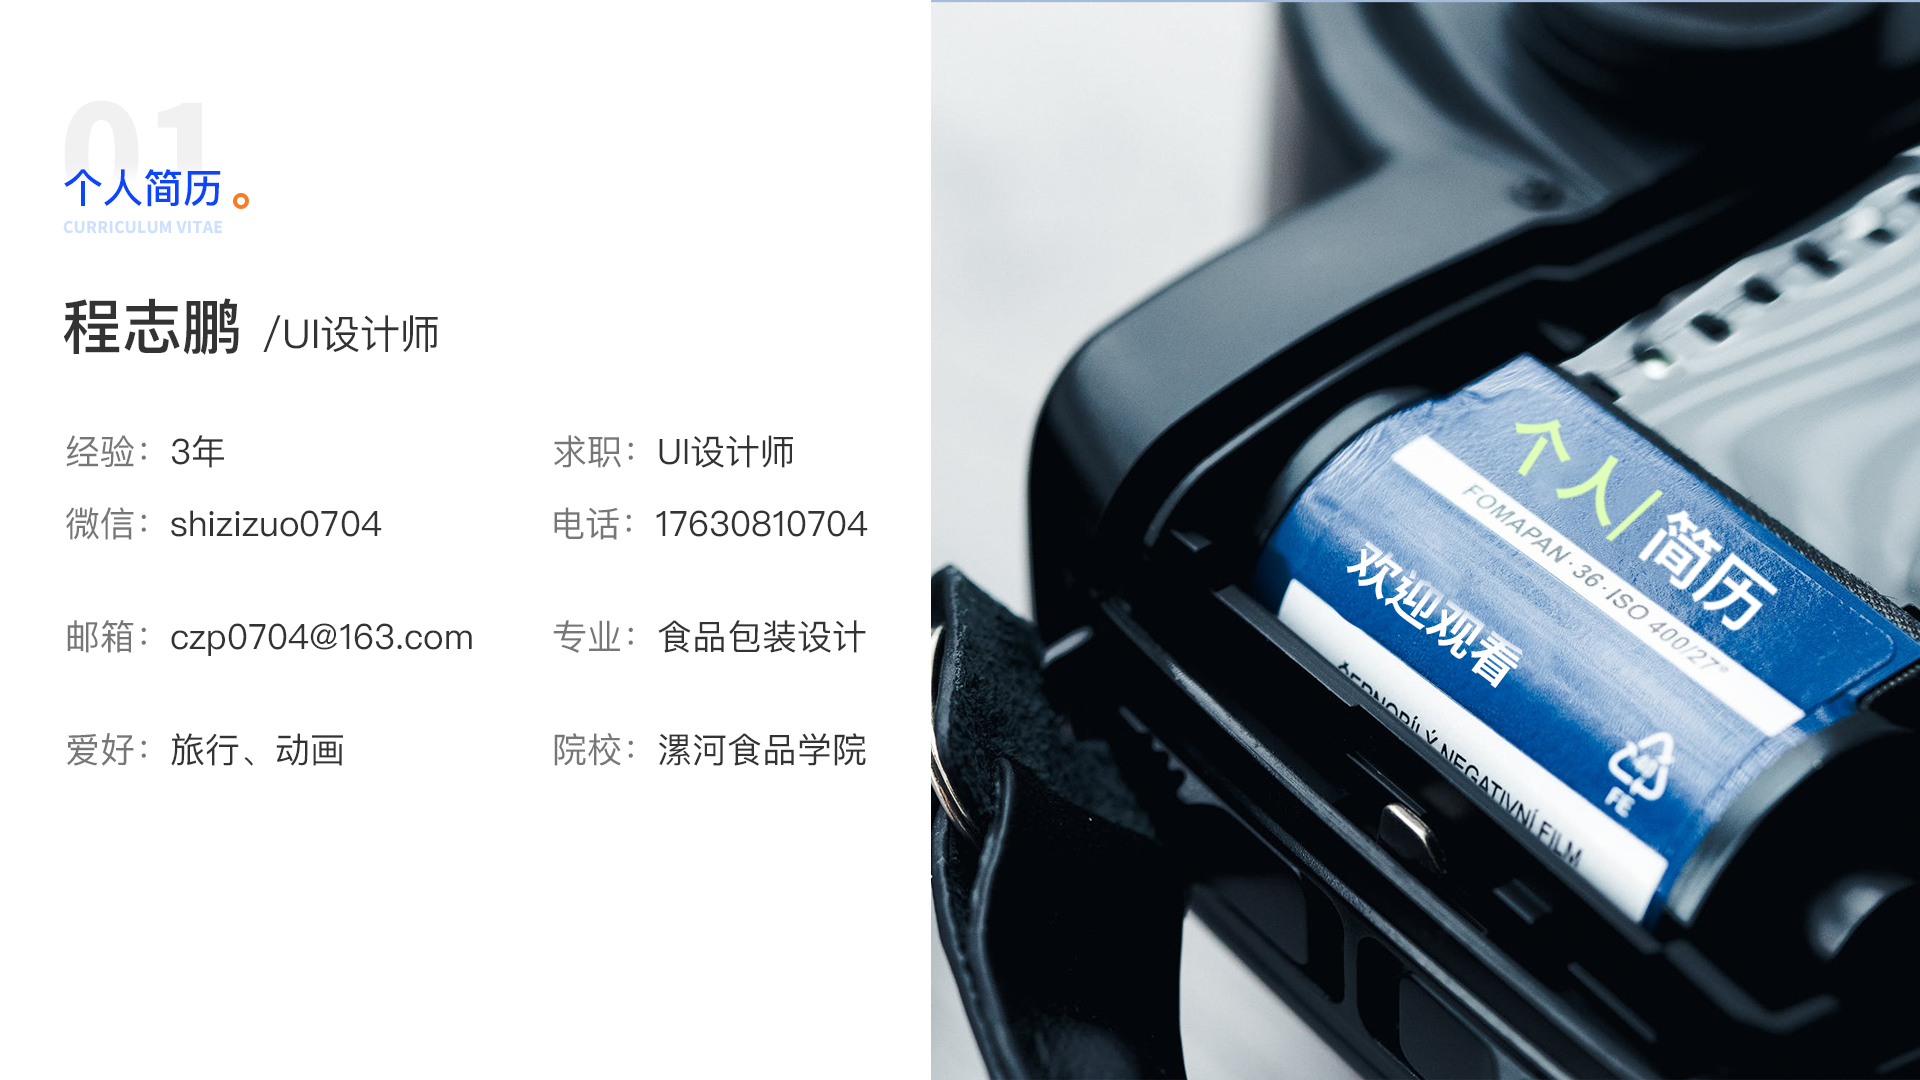 01
个人简历
CURRICULUM VITAE
程志鹏 /UI设计师
经验：3年
求职：UI设计师
微信：shizizuo0704
电话：17630810704
邮箱：czp0704@163.com
专业：食品包装设计
爱好：旅行、动画
院校：漯河食品学院
个人|简历
FOMAPAN·36·ISO 400/27°
欢迎观看
ČERNOBÍLÝ NEGATIVNÍ FILM
FE